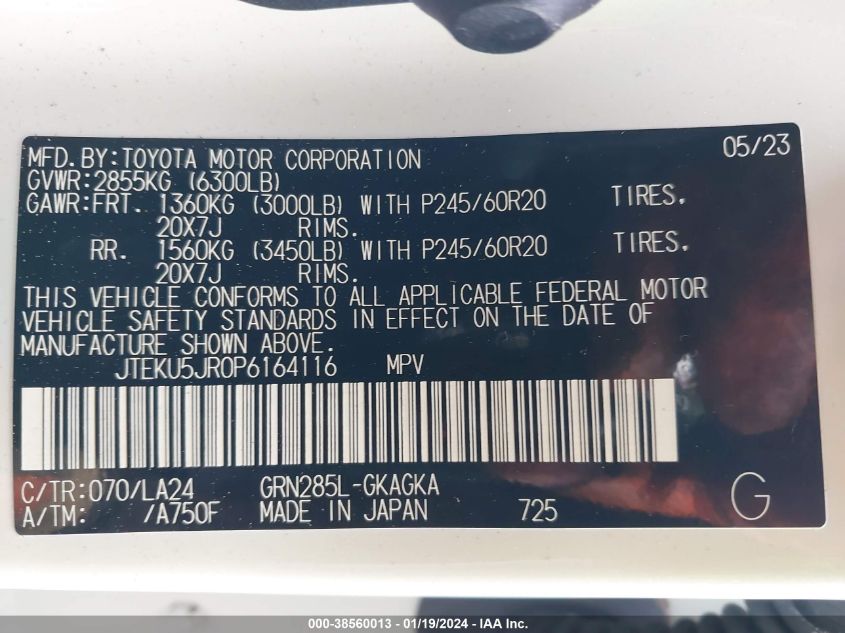 MFD.BY:TOYOTA MOTOR CORPORATION 05/23
GVWR:2855KG (6300LB)
GAWR:FRT. 1360KG (3000LB) WITH P245/60R20 TIRES.
20X7J RIMS.
RR. 1560KG (3450LB) WITH P245/60R20 TIRES.
20X7J RIMS.
THIS VEHICLE CONFORMS TO ALL APPLICABLE FEDERAL MOTOR
VEHICLE SAFETY STANDARDS IN EFFECT ON THE DATE OF
MANUFACTURE SHOWN ABOVE.
JTEKU5JR0P6164116 MPV
C/TR:070/LA24 GRN285L-GKAGKA
A/TM: /A750F MADE IN JAPAN 725 G
000-38560013 - 01/19/2024 - IAA Inc.